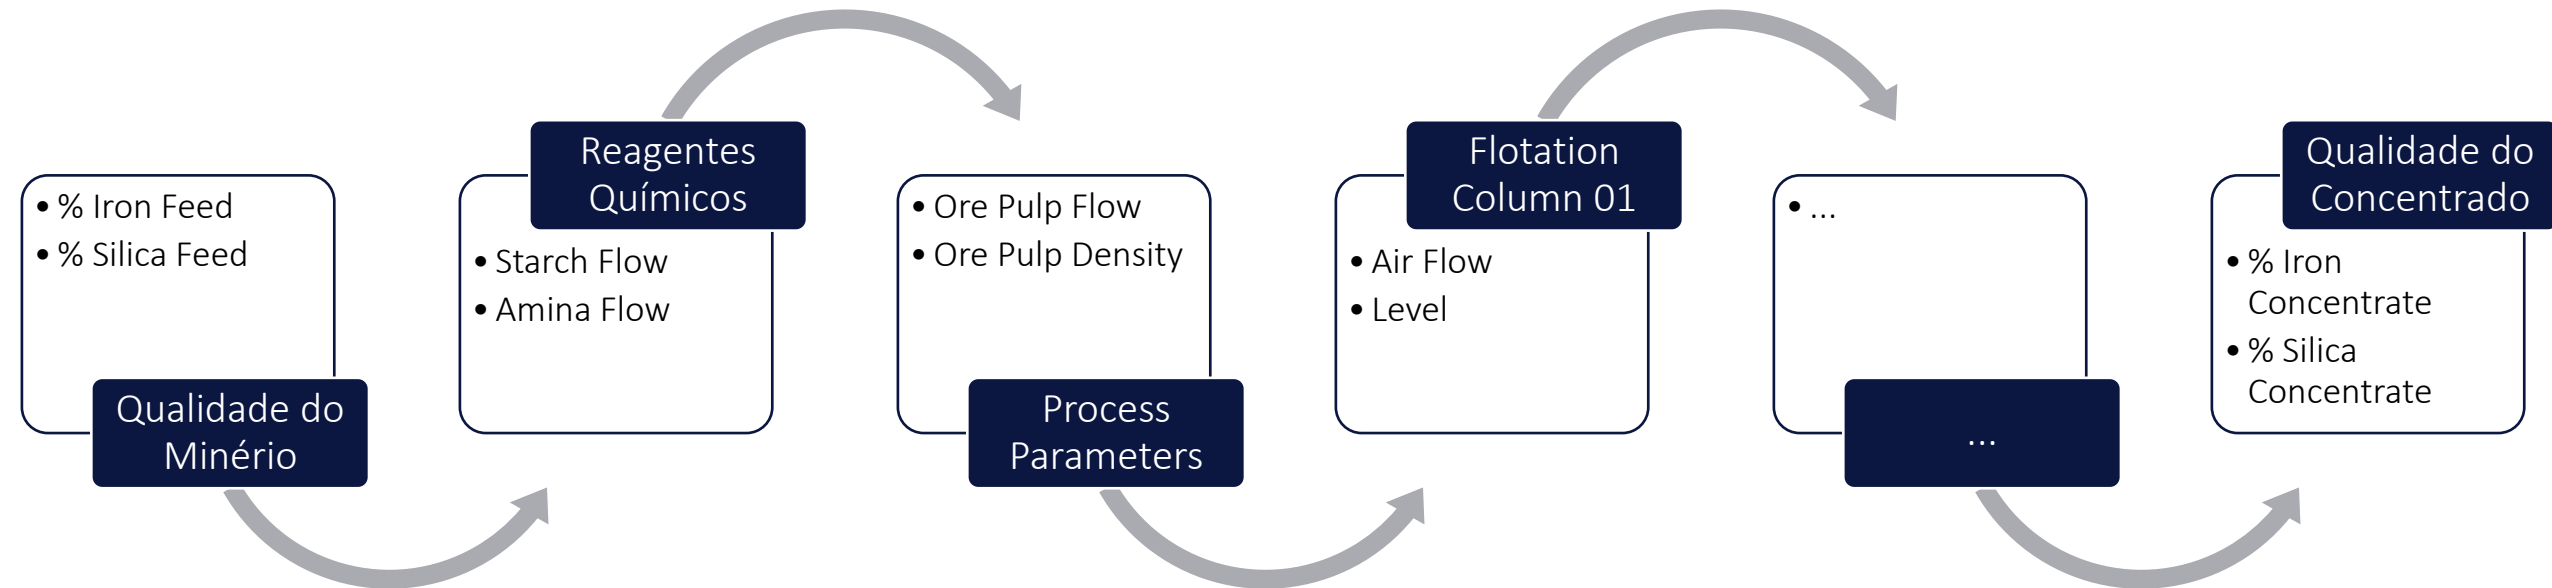 • % Iron Feed
• % Silica Feed
Qualidade do
Minério
Reagentes
Químicos
• Starch Flow
• Amina Flow
• Ore Pulp Flow
• Ore Pulp Density
Process
Parameters
Flotation
Column 01
• Air Flow
• Level
• ...
...
Qualidade do
Concentrado
• % Iron
Concentrate
• % Silica
Concentrate